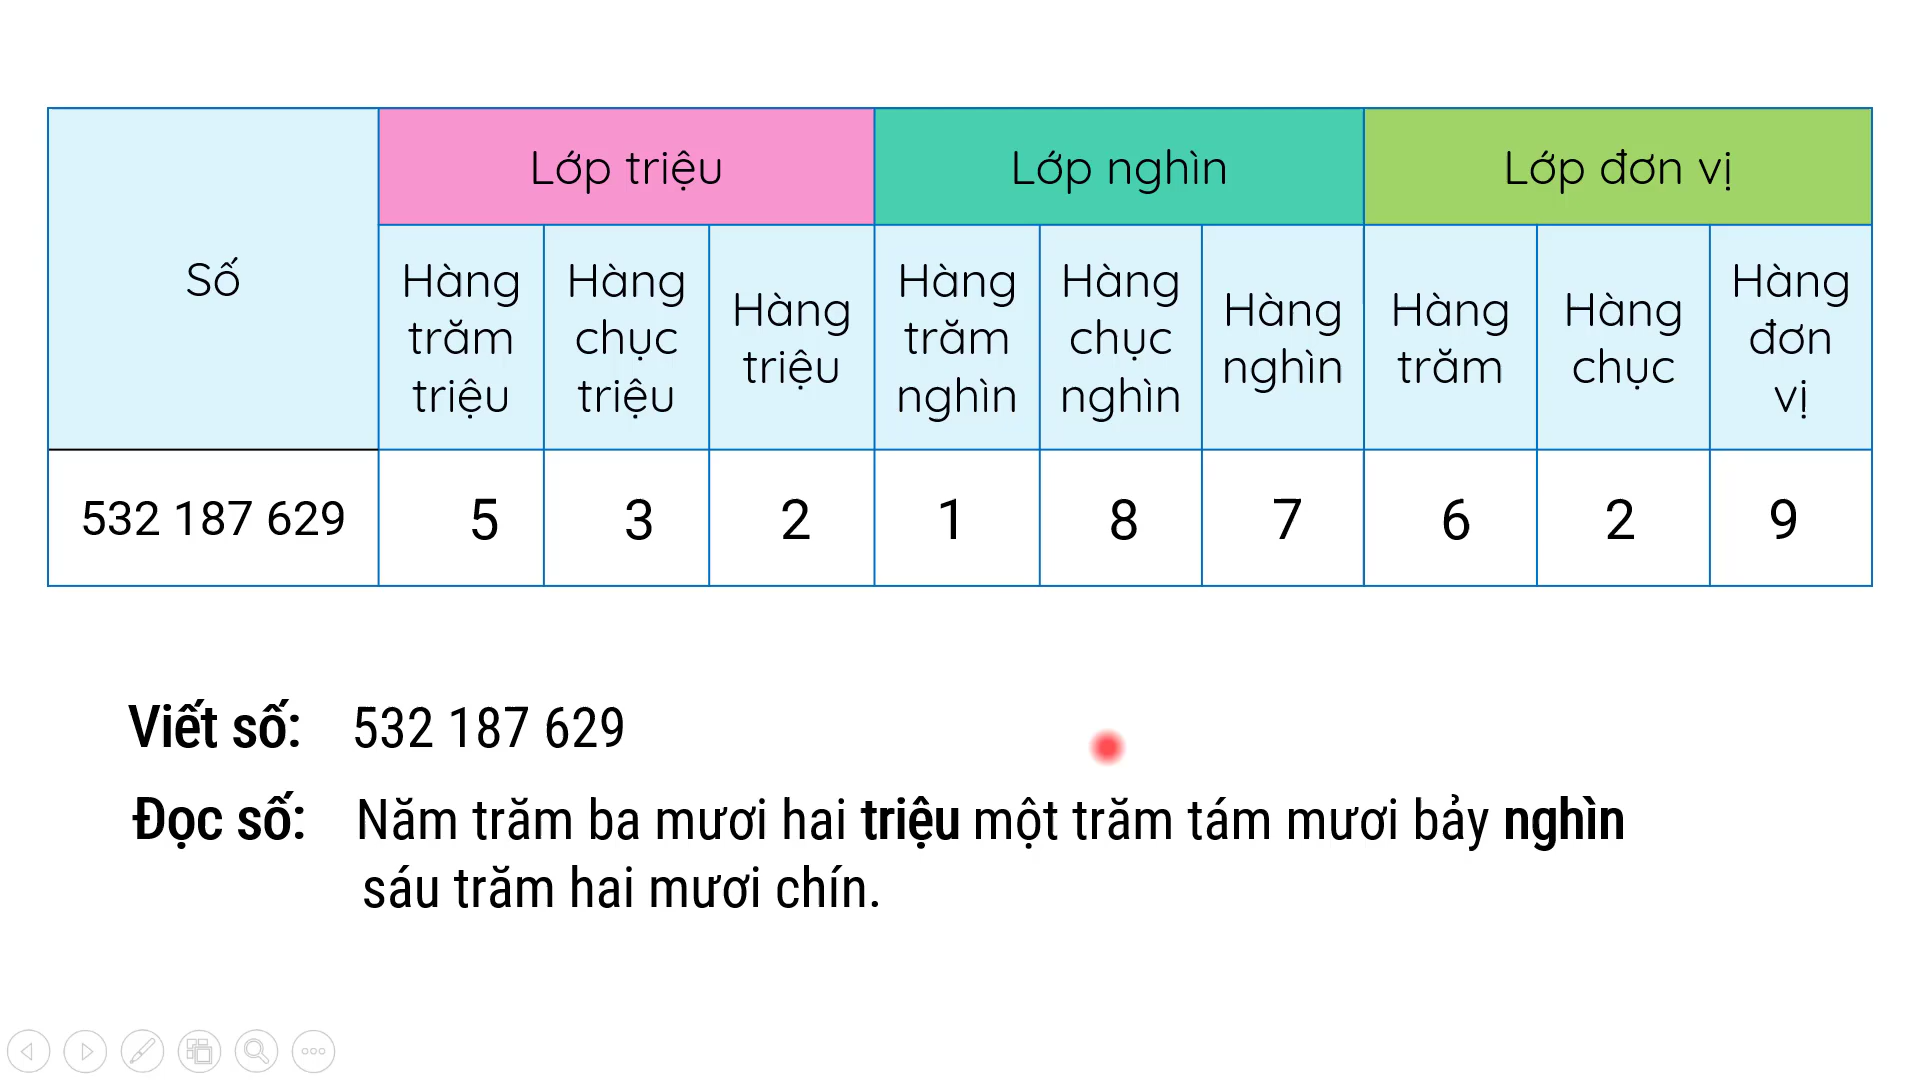 Số
Lớp triệu
Lớp nghìn
Lớp đơn vị
Hàng
trăm
triệu
Hàng
chục
triệu
Hàng
triệu
Hàng
trăm
nghìn
Hàng
chục
nghìn
Hàng
nghìn
Hàng
trăm
Hàng
chục
Hàng
đơn
vị
532 187 629 5 3 2 1 8 7 6 2 9
Viết số: 532 187 629
Đọc số: Năm trăm ba mươi hai triệu một trăm tám mươi bảy nghìn
sáu trăm hai mươi chín.